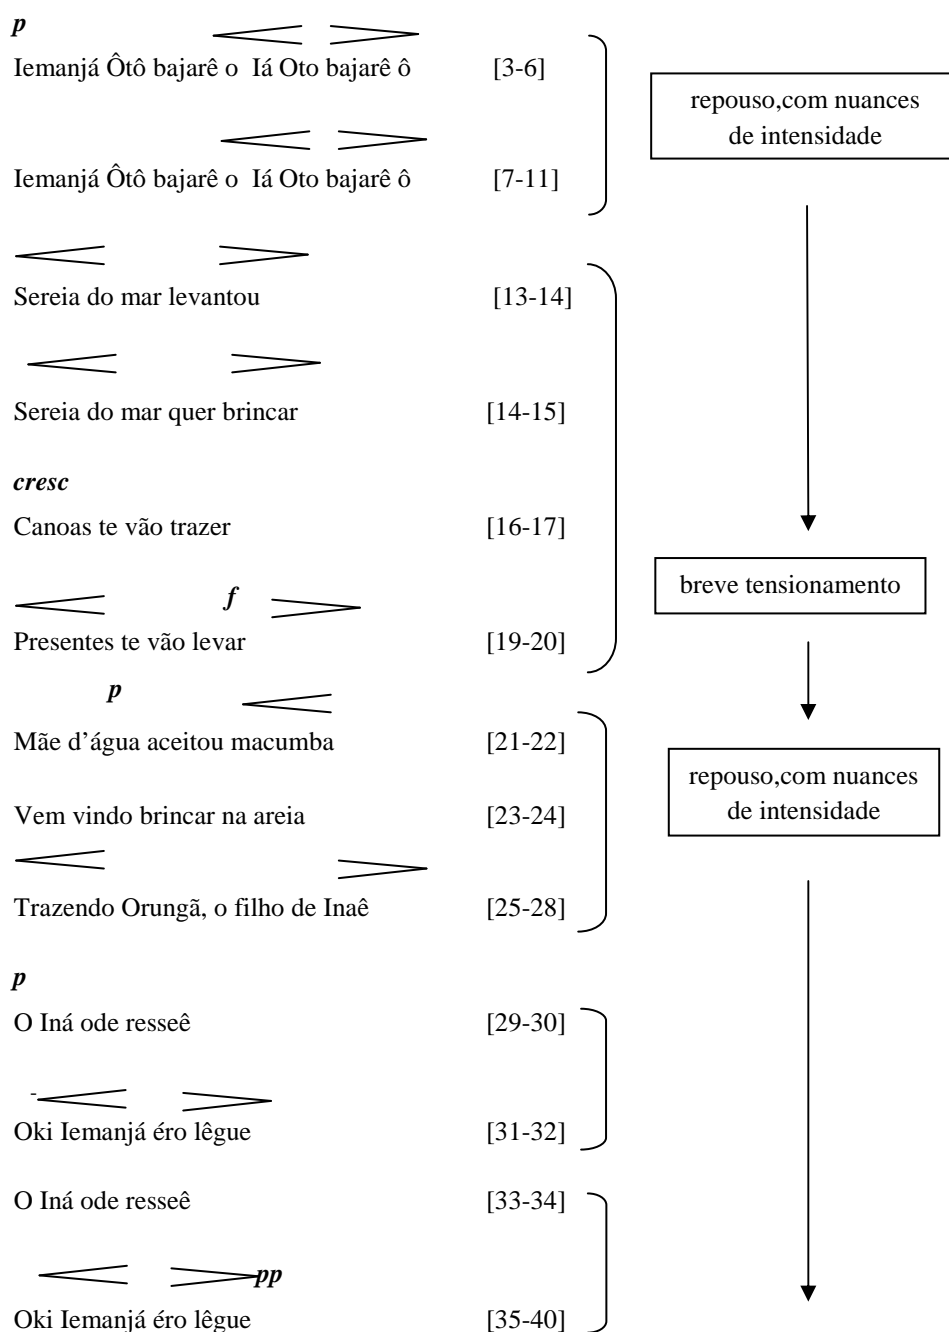 p
Iemanjá Ôtô bajarê o Iá Oto bajarê ô [3-6]
repouso,com nuances
de intensidade
Iemanjá Ôtô bajarê o Iá Oto bajarê ô [7-11]
Sereia do mar levantou [13-14]
Sereia do mar quer brincar [14-15]
cresc
Canoas te vão trazer [16-17]
breve tensionamento
f
Presentes te vão levar [19-20]
p
Mãe d’água aceitou macumba [21-22]
repouso,com nuances
de intensidade
Vem vindo brincar na areia [23-24]
Trazendo Orungã, o filho de Inaê [25-28]
p
O Iná ode resseê [29-30]
-
Oki Iemanjá éro lêgue [31-32]
O Iná ode resseê [33-34]
pp
Oki Iemanjá éro lêgue [35-40]